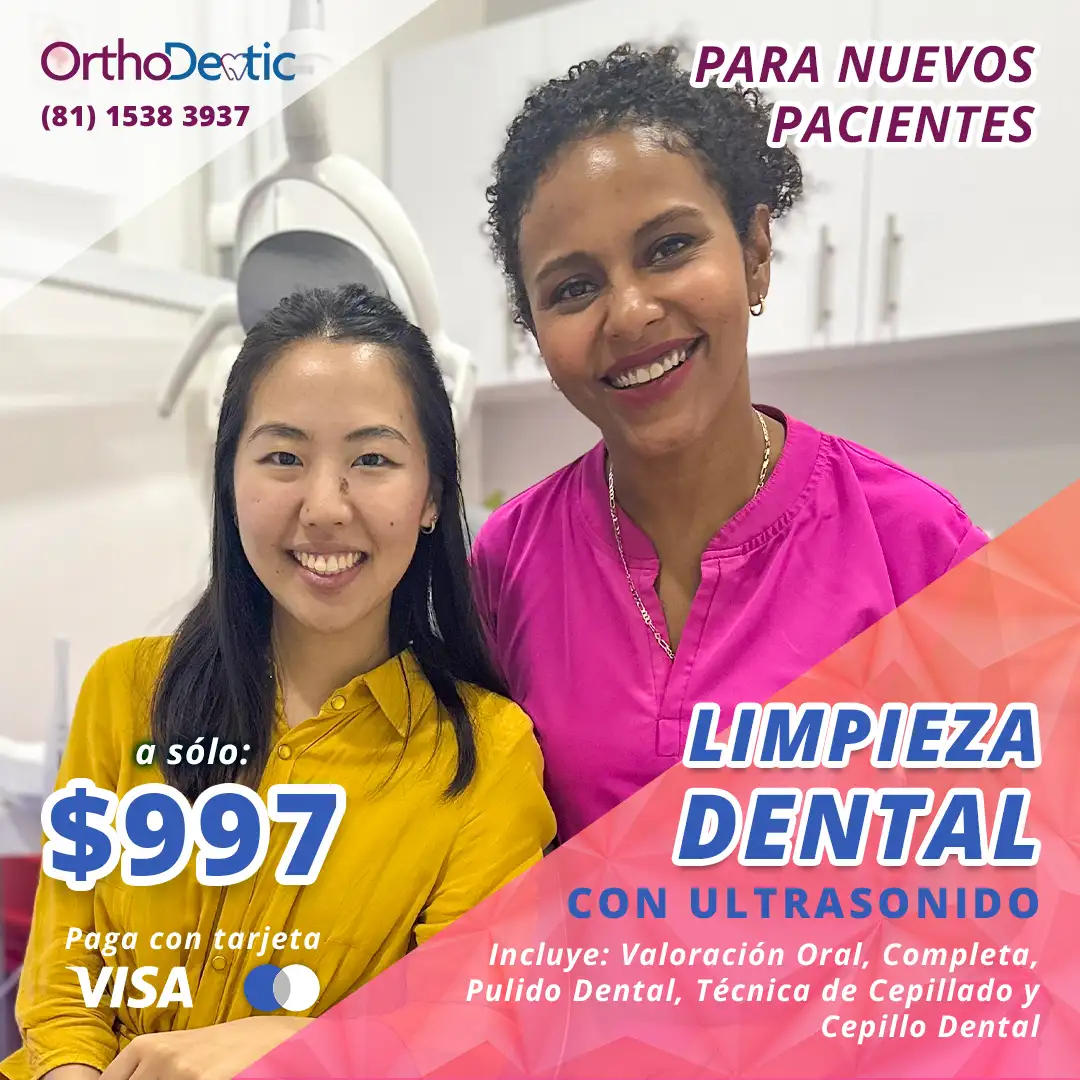 OrthoDentic
(81) 1538 3937
PARA NUEVOS
PACIENTES
a sólo:
$997
Paga con tarjeta
VISA
LIMPIEZA
DENTAL
CON ULTRASONIDO
Incluye: Valoración Oral, Completa,
Pulido Dental, Técnica de Cepillado y
Cepillo Dental